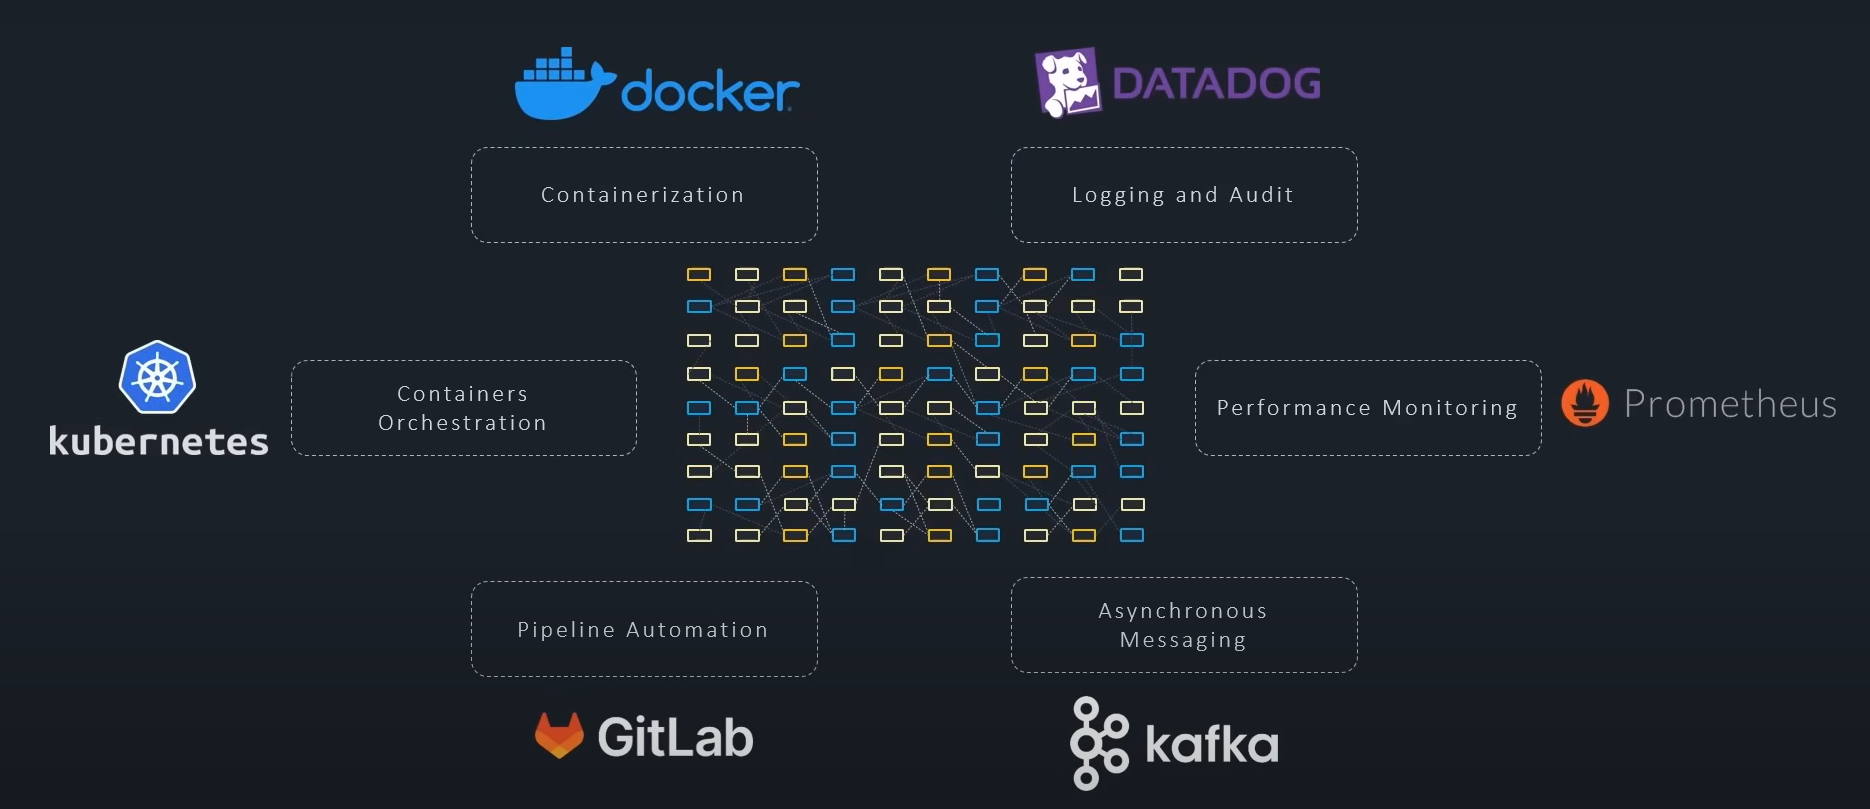 docker
DATADOG
Containerization
Logging and Audit
kubernetes
Containers
Orchestration
Performance Monitoring
Prometheus
Pipeline Automation
Asynchronous
Messaging
GitLab
kafka